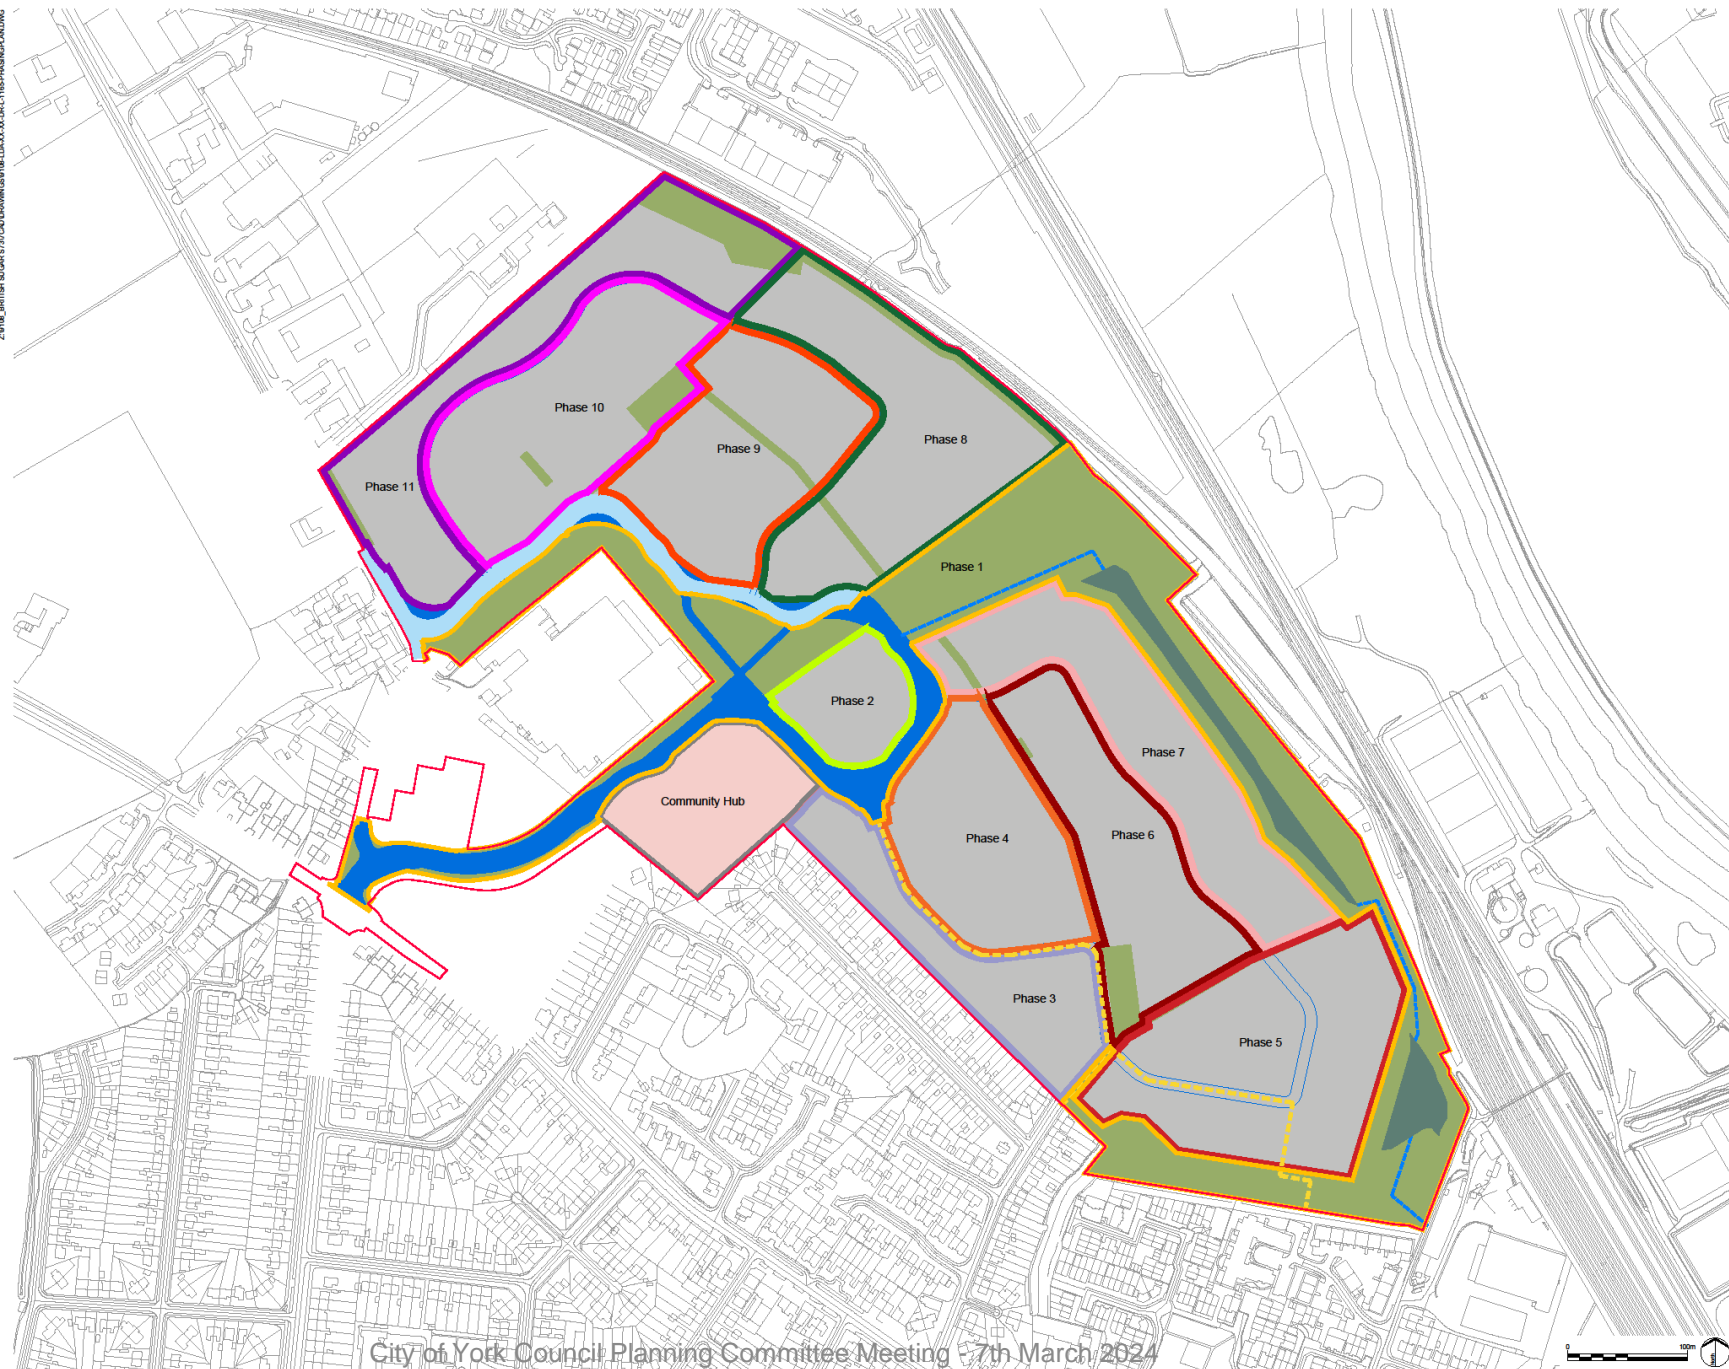 Phase 10
Phase 8
Phase 9
Phase 11
Phase 1
Phase 2
Phase 7
Community Hub
Phase 6
Phase 4
Phase 3
Phase 5
0 100m
City of York Council Planning Committee Meeting - 7th March 2024